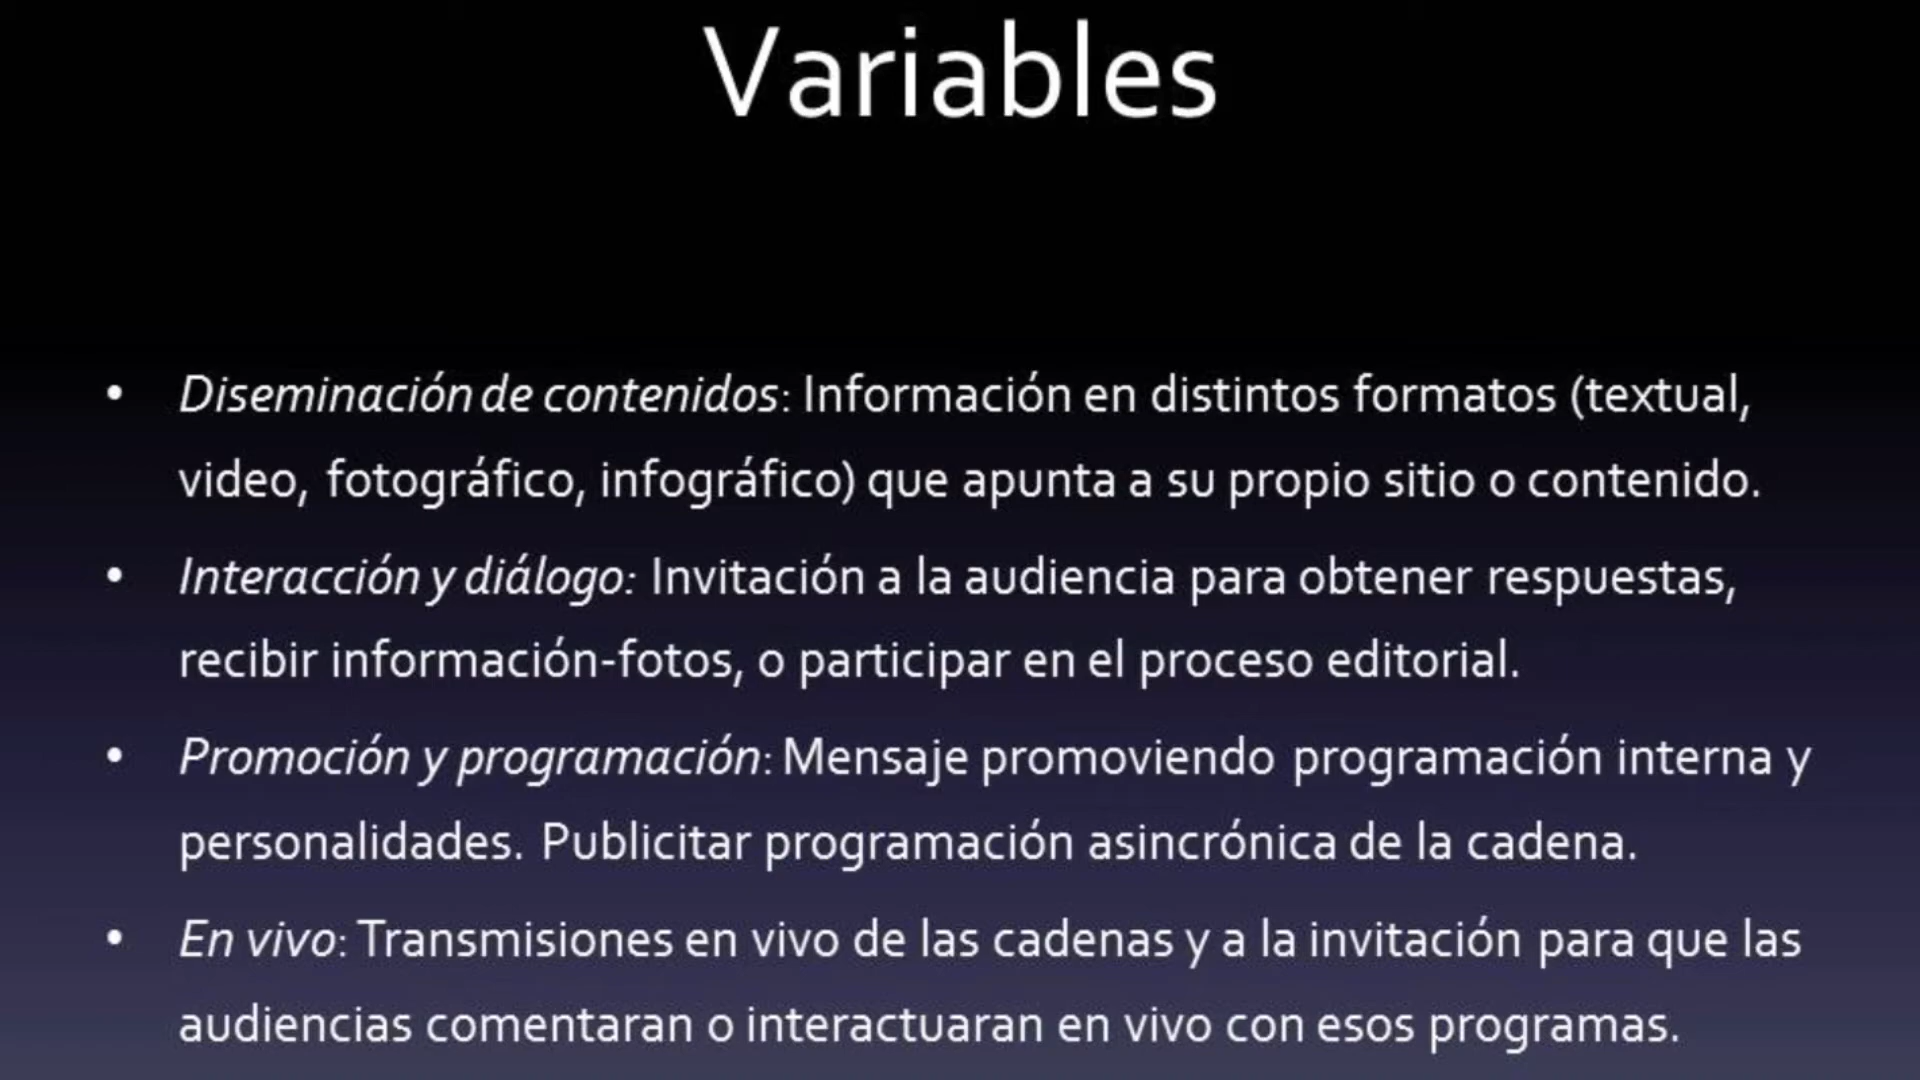 Variables
• Diseminación de contenidos: Información en distintos formatos (textual,
video, fotográfico, infográfico) que apunta a su propio sitio o contenido.
• Interacción y diálogo: Invitación a la audiencia para obtener respuestas,
recibir información-fotos, o participar en el proceso editorial.
• Promoción y programación: Mensaje promoviendo programación interna y
personalidades. Publicitar programación asincrónica de la cadena.
• En vivo: Transmisiones en vivo de las cadenas y a la invitación para que las
audiencias comentaran o interactuaran en vivo con esos programas.